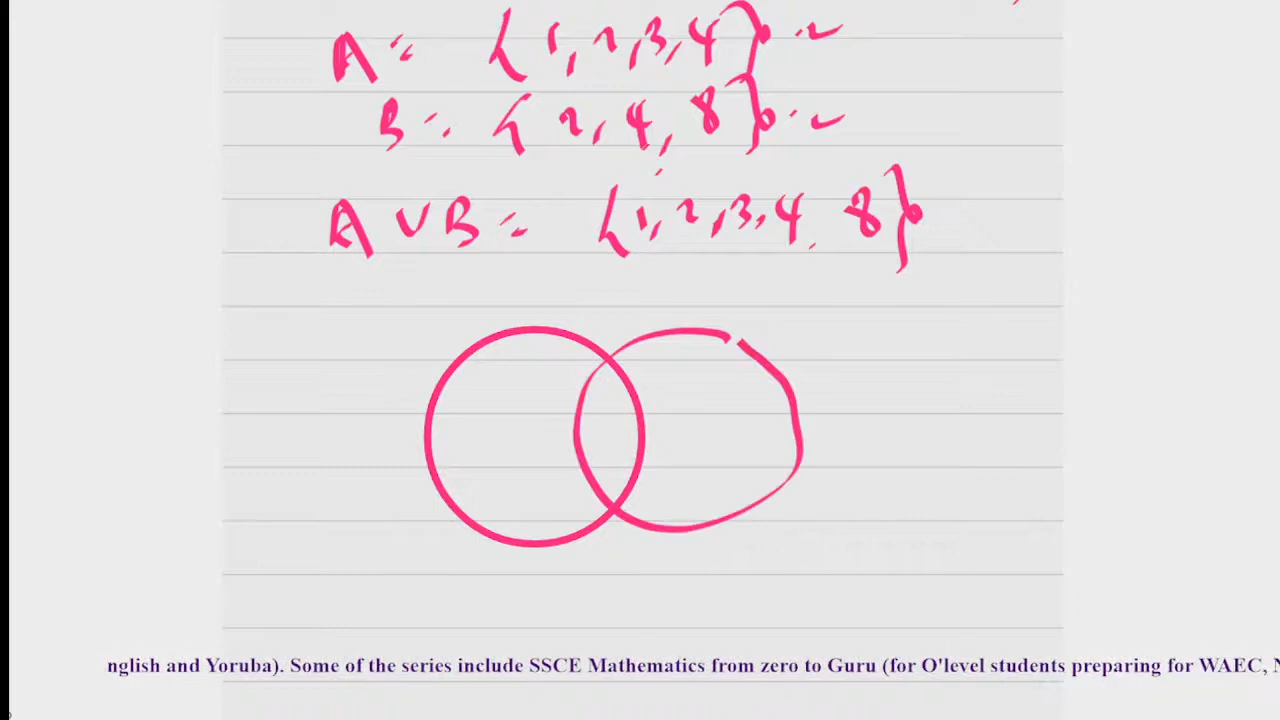 A = {1, 2, 3, 4}
B = {2, 4, 8}
A ∪ B = {1, 2, 3, 4, 8}
nglish and Yoruba). Some of the series include SSCE Mathematics from zero to Guru (for O'level students preparing for WAEC, N